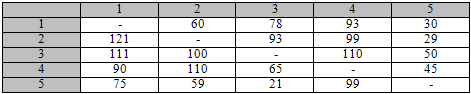 1 2 3 4 5
1 - 60 78 93 30
2 121 - 93 99 29
3 111 100 - 110 50
4 90 110 65 - 45
5 75 59 21 99 -